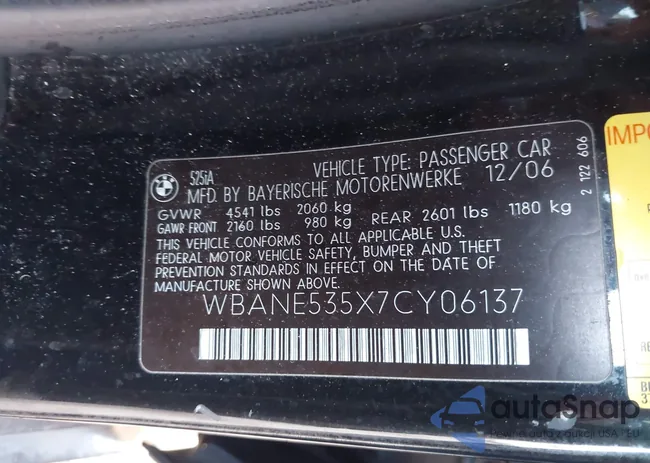 525iA
VEHICLE TYPE: PASSENGER CAR
MFD. BY BAYERISCHE MOTORENWERKE 12/06
GVWR 4541 lbs 2060 kg
GAWR FRONT 2160 lbs 980 kg REAR 2601 lbs 1180 kg
THIS VEHICLE CONFORMS TO ALL APPLICABLE U.S.
FEDERAL MOTOR VEHICLE SAFETY, BUMPER AND THEFT
PREVENTION STANDARDS IN EFFECT ON THE DATE OF
MANUFACTURE SHOWN ABOVE.
WBANE535X7CY06137
2 122 606
autoSnap